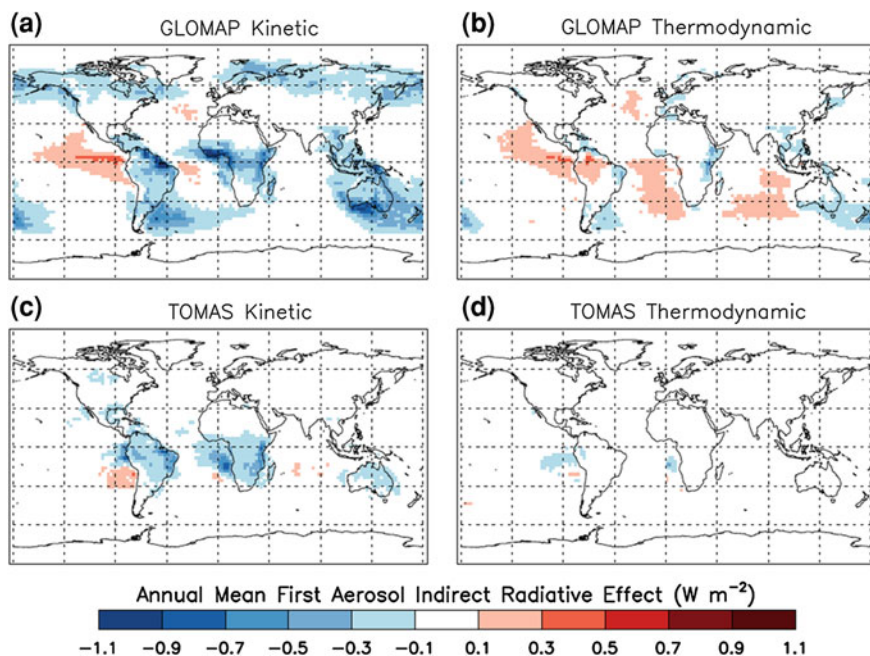 (a) GLOMAP Kinetic
(b) GLOMAP Thermodynamic
(c) TOMAS Kinetic
(d) TOMAS Thermodynamic
Annual Mean First Aerosol Indirect Radiative Effect (W m⁻²)
−1.1 −0.9 −0.7 −0.5 −0.3 −0.1 0.1 0.3 0.5 0.7 0.9 1.1